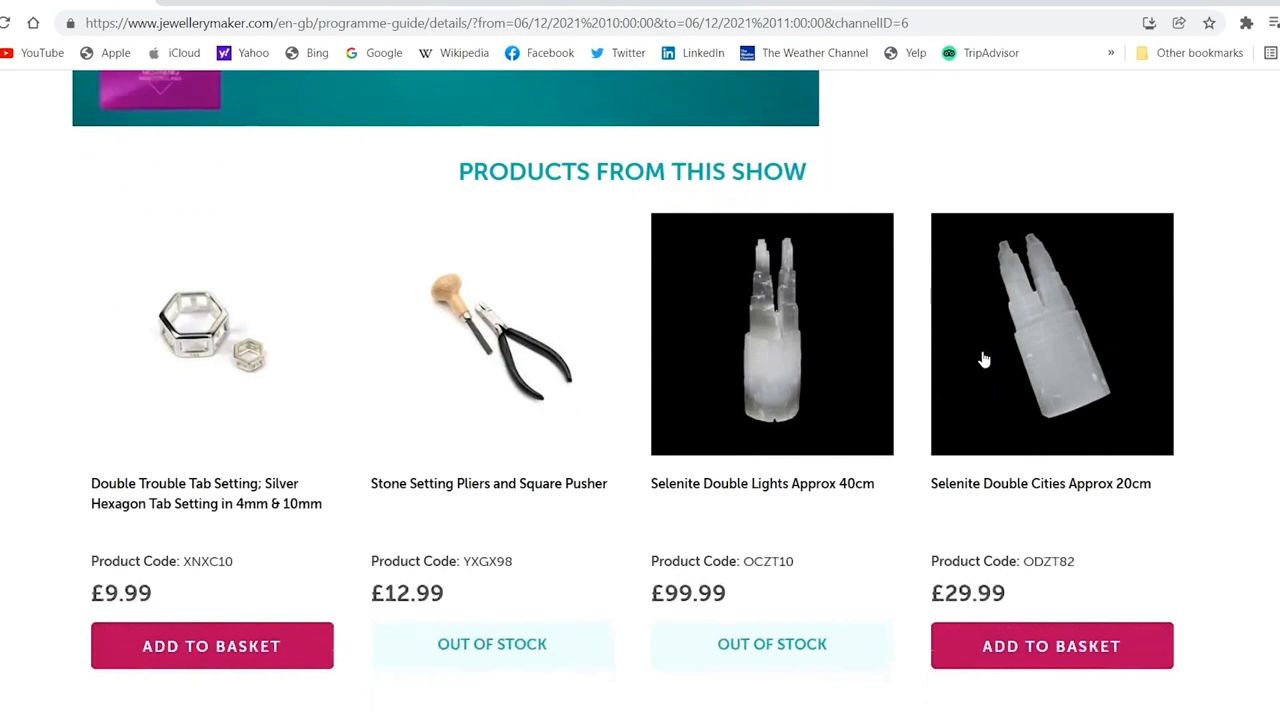 https://www.jewellerymaker.com/en-gb/programme-guide/details/?from=06/12/2021%2010:00:00&to=06/12/2021%2011:00:00&channelID=6
YouTube Apple iCloud Yahoo Bing Google Wikipedia Facebook Twitter LinkedIn The Weather Channel Yelp TripAdvisor » Other bookmarks
PRODUCTS FROM THIS SHOW
Double Trouble Tab Setting; Silver
Hexagon Tab Setting in 4mm & 10mm
Product Code: XNXC10
£9.99
ADD TO BASKET
Stone Setting Pliers and Square Pusher
Product Code: YXGX98
£12.99
OUT OF STOCK
Selenite Double Lights Approx 40cm
Product Code: OCZT10
£99.99
OUT OF STOCK
Selenite Double Cities Approx 20cm
Product Code: ODZT82
£29.99
ADD TO BASKET